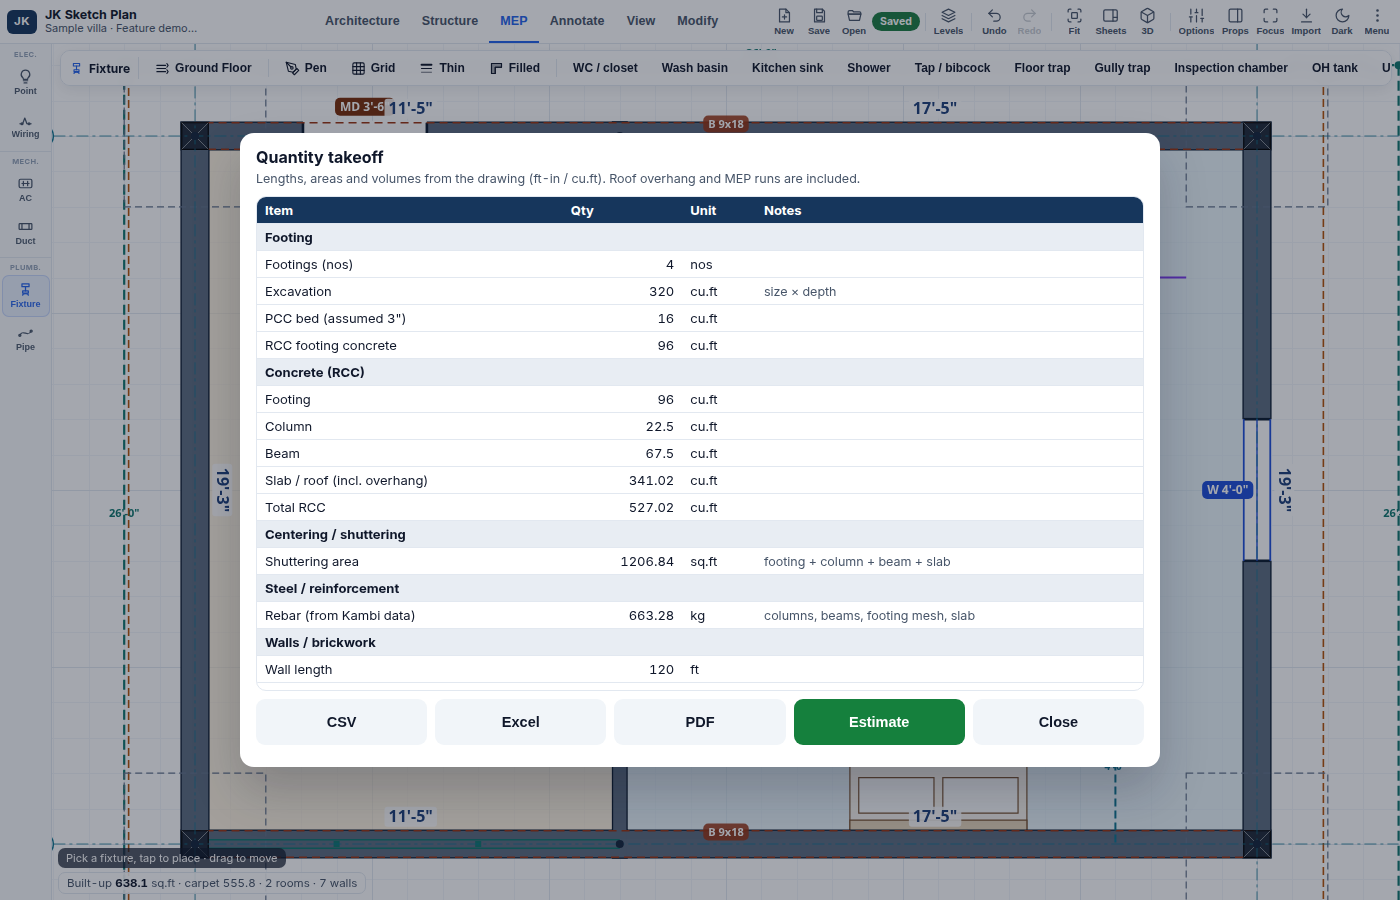 JK
JK Sketch Plan
Sample villa · Feature demo...
Architecture
Structure
MEP
Annotate
View
Modify
New
Save
Open
Saved
Levels
Undo
Redo
Fit
Sheets
3D
Options
Props
Focus
Import
Dark
Menu
ELEC.
Point
Wiring
MECH.
AC
Duct
PLUMB.
Fixture
Pipe
Fixture
Ground Floor
Pen
Grid
Thin
Filled
WC / closet
Wash basin
Kitchen sink
Shower
Tap / bibcock
Floor trap
Gully trap
Inspection chamber
OH tank
MD 3'-6
11'-5"
17'-5"
B 9x18
19'-3"
26'-0"
W 4'-0"
19'-3"
Quantity takeoff
Lengths, areas and volumes from the drawing (ft-in / cu.ft). Roof overhang and MEP runs are included.
Item Qty Unit Notes
Footing
Footings (nos) 4 nos
Excavation 320 cu.ft size × depth
PCC bed (assumed 3") 16 cu.ft
RCC footing concrete 96 cu.ft
Concrete (RCC)
Footing 96 cu.ft
Column 22.5 cu.ft
Beam 67.5 cu.ft
Slab / roof (incl. overhang) 341.02 cu.ft
Total RCC 527.02 cu.ft
Centering / shuttering
Shuttering area 1206.84 sq.ft footing + column + beam + slab
Steel / reinforcement
Rebar (from Kambi data) 663.28 kg columns, beams, footing mesh, slab
Walls / brickwork
Wall length 120 ft
CSV
Excel
PDF
Estimate
Close
11'-5"
17'-5"
B 9x18
Pick a fixture, tap to place · drag to move
Built-up 638.1 sq.ft · carpet 555.8 · 2 rooms · 7 walls